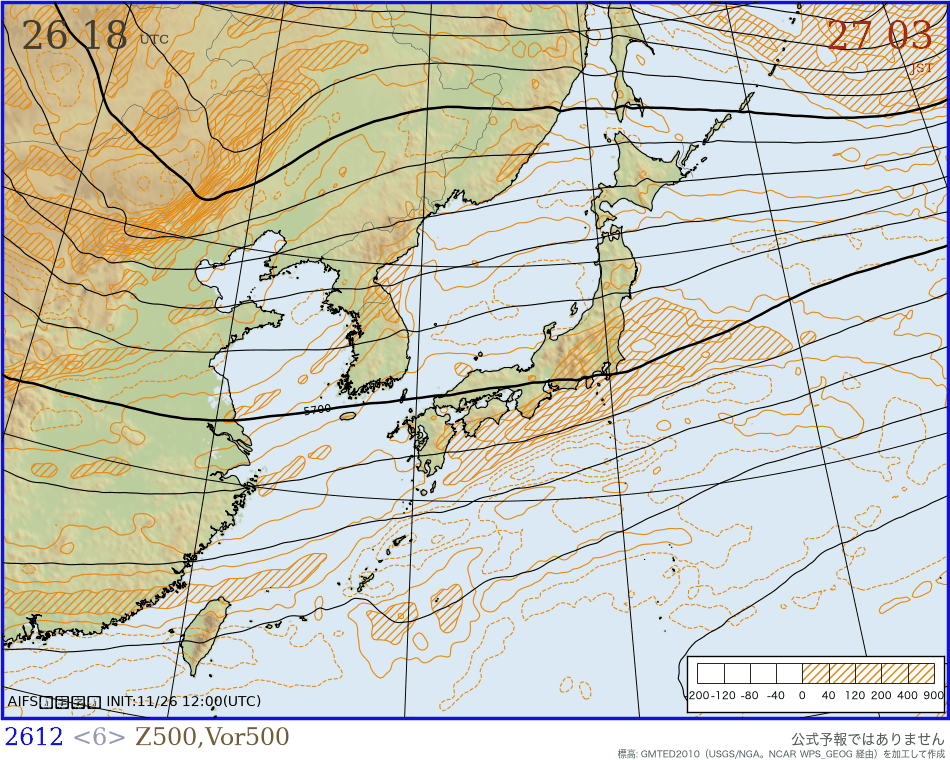 26 18 UTC
27 03
JST
5700
-200 -120 -80 -40 0 40 120 200 400 900
AIFS INIT:11/26 12:00(UTC)
2612 <6> Z500,Vor500
公式予報ではありません
標高: GMTED2010（USGS/NGA。NCAR WPS_GEOG 経由）を加工して作成